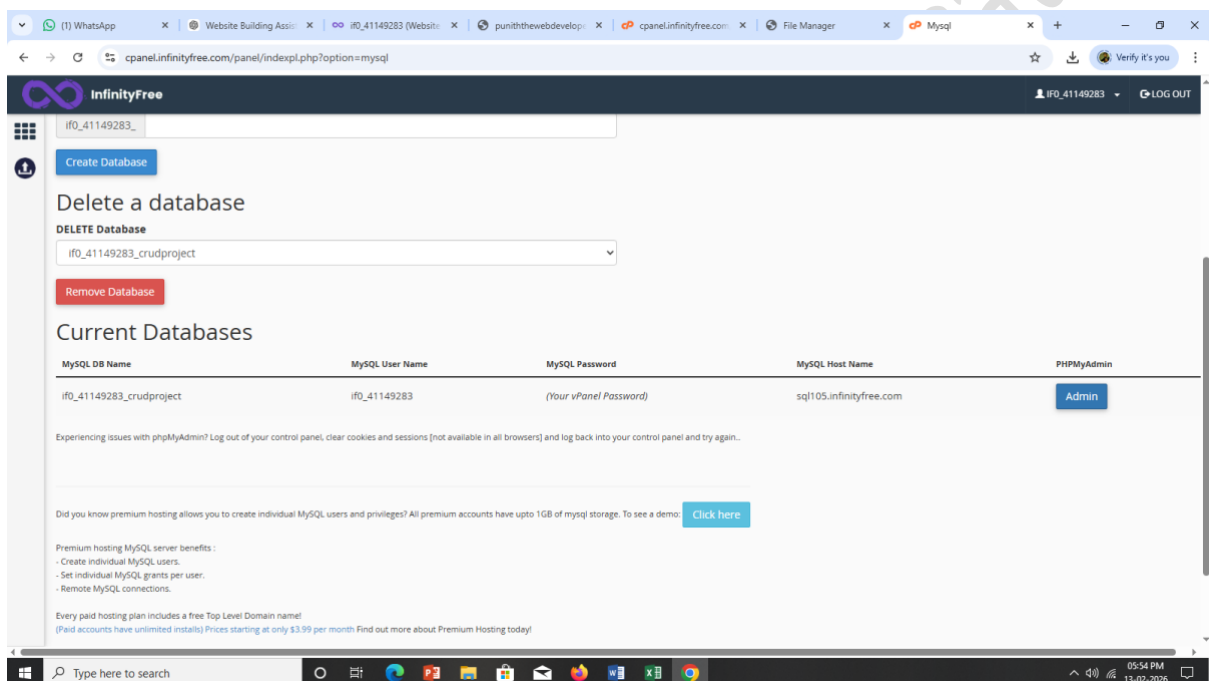 (1) WhatsApp
Website Building Assis
if0_41149283 (Website
puniththewebdevelope
cpanel.infinityfree.com
File Manager
cP Mysql
cpanel.infinityfree.com/panel/indexpl.php?option=mysql
Verify it's you
InfinityFree
IF0_41149283
LOG OUT
if0_41149283_
Create Database
Delete a database
DELETE Database
if0_41149283_crudproject
Remove Database
Current Databases
MySQL DB Name MySQL User Name MySQL Password MySQL Host Name PHPMyAdmin
if0_41149283_crudproject if0_41149283 (Your vPanel Password) sql105.infinityfree.com Admin
Experiencing issues with phpMyAdmin? Log out of your control panel, clear cookies and sessions [not available in all browsers] and log back into your control panel and try again..
Did you know premium hosting allows you to create individual MySQL users and privileges? All premium accounts have upto 1GB of mysql storage. To see a demo: Click here
Premium hosting MySQL server benefits :
- Create individual MySQL users.
- Set individual MySQL grants per user.
- Remote MySQL connections.
Every paid hosting plan includes a free Top Level Domain name!
(Paid accounts have unlimited installs) Prices starting at only $3.99 per month Find out more about Premium Hosting today!
Type here to search
05:54 PM
13-02-2026